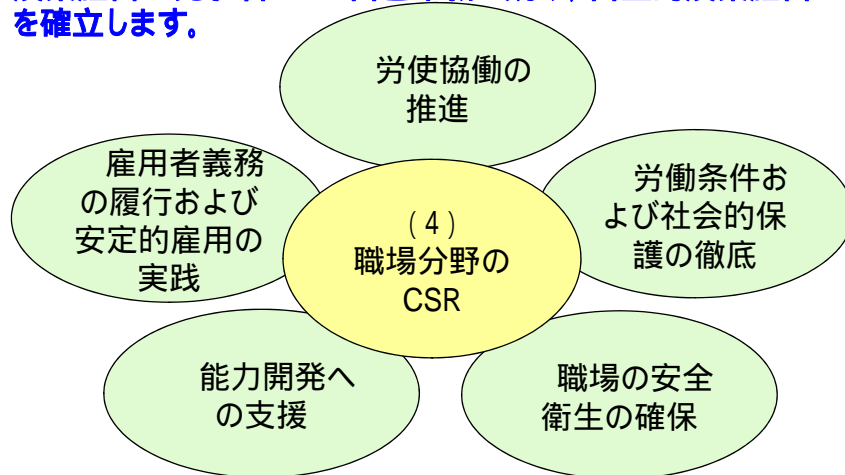 を確立します。
労使協働の
推進
雇用者義務
の履行および
安定的雇用の
実践
(4)
職場分野の
CSR
労働条件お
よび社会的保
護の徹底
能力開発へ
の支援
職場の安全
衛生の確保